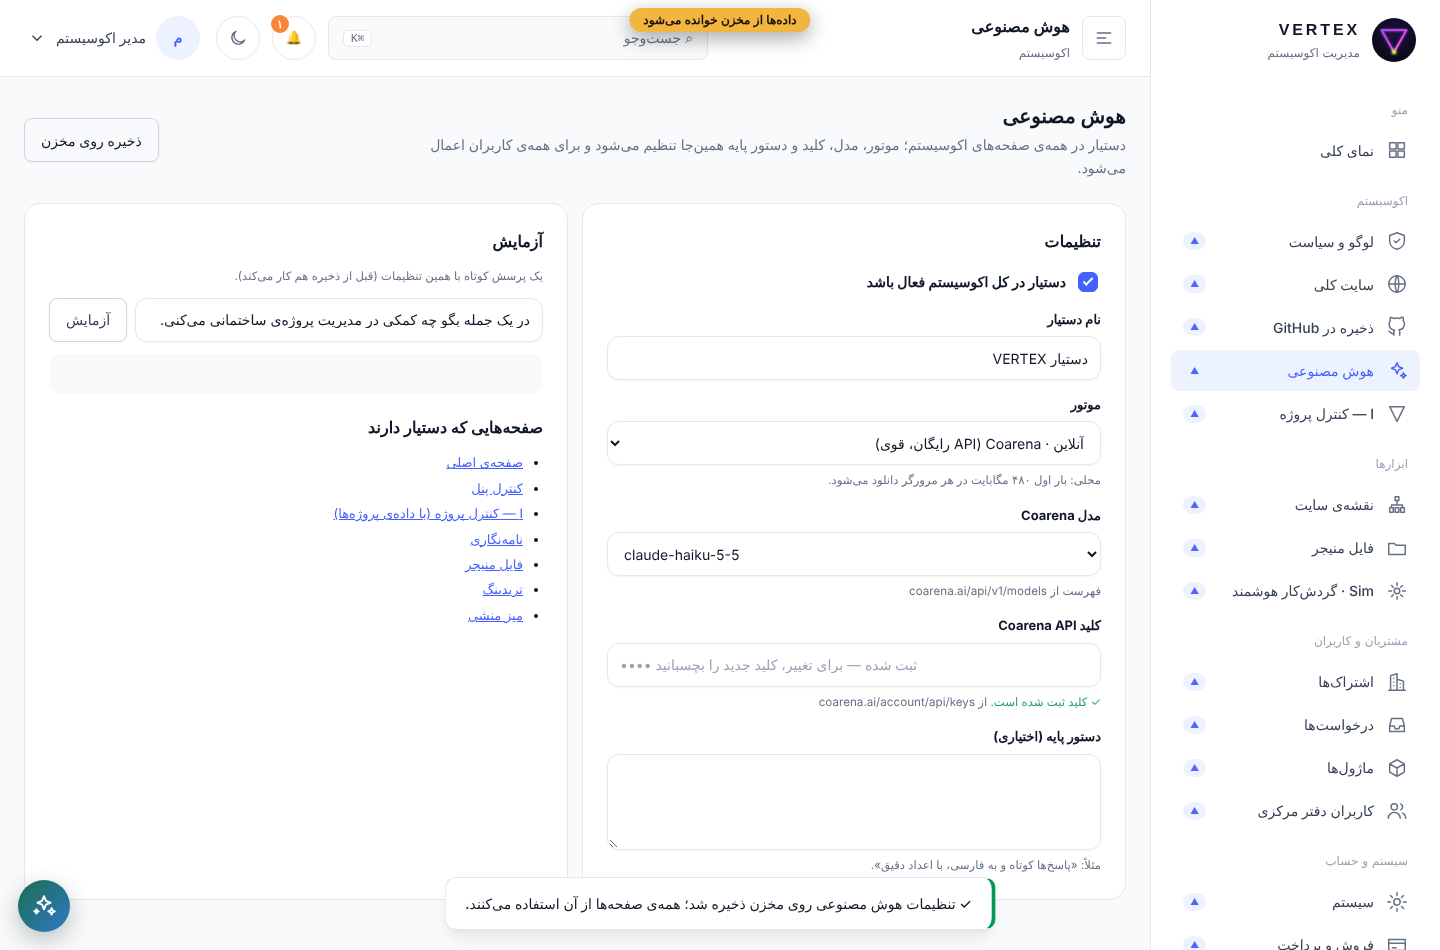 VERTEX
مدیریت اکوسیستم
منو
نمای کلی
اکوسیستم
لوگو و سیاست
سایت کلی
ذخیره در GitHub
هوش مصنوعی
I — کنترل پروژه
ابزارها
نقشه‌ی سایت
فایل منیجر
Sim · گردش‌کار هوشمند
مشتریان و کاربران
اشتراک‌ها
درخواست‌ها
ماژول‌ها
کاربران دفتر مرکزی
سیستم و حساب
سیستم
فروش و پرداخت
هوش مصنوعی
اکوسیستم
داده‌ها از مخزن خوانده می‌شود
جست‌وجو
⌘K
۱
م
مدیر اکوسیستم
هوش مصنوعی
دستیار در همه‌ی صفحه‌های اکوسیستم؛ موتور، مدل، کلید و دستور پایه همین‌جا تنظیم می‌شود و برای همه‌ی کاربران اعمال
می‌شود.
ذخیره روی مخزن
تنظیمات
دستیار در کل اکوسیستم فعال باشد
نام دستیار
دستیار VERTEX
موتور
آنلاین · Coarena (API رایگان، قوی)
محلی: بار اول ۴۸۰ مگابایت در هر مرورگر دانلود می‌شود.
مدل Coarena
claude-haiku-5-5
فهرست از coarena.ai/api/v1/models
کلید Coarena API
•••• ثبت شده — برای تغییر، کلید جدید را بچسبانید
✓ کلید ثبت شده است. از coarena.ai/account/api/keys
دستور پایه (اختیاری)
مثلاً: «پاسخ‌ها کوتاه و به فارسی، با اعداد دقیق».
آزمایش
یک پرسش کوتاه با همین تنظیمات (قبل از ذخیره هم کار می‌کند).
در یک جمله بگو چه کمکی در مدیریت پروژه‌ی ساختمانی می‌کنی.
آزمایش
صفحه‌هایی که دستیار دارند
صفحه‌ی اصلی
کنترل پنل
I — کنترل پروژه (با داده‌ی پروژه‌ها)
نامه‌نگاری
فایل منیجر
تریدینگ
میز منشی
✓ تنظیمات هوش مصنوعی روی مخزن ذخیره شد؛ همه‌ی صفحه‌ها از آن استفاده می‌کنند.